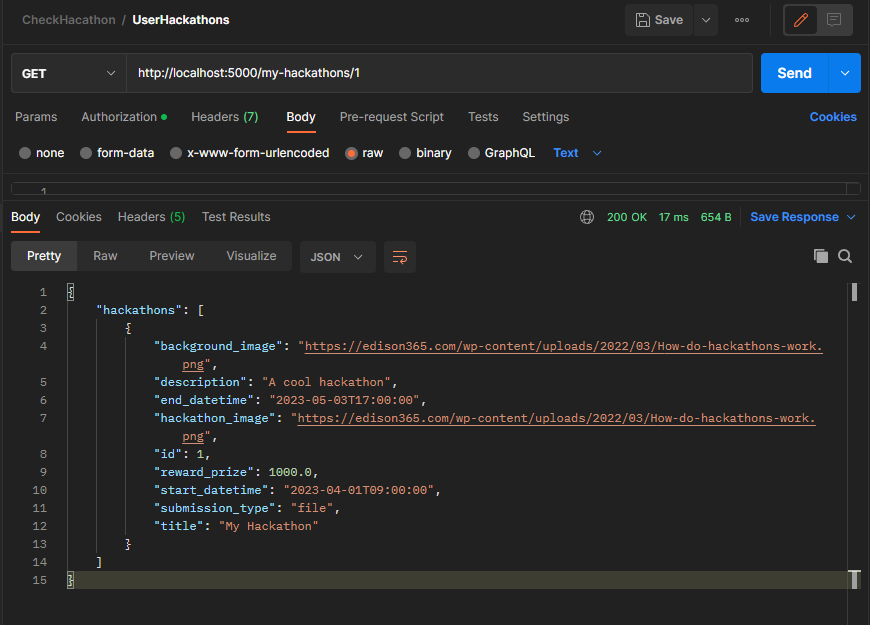 CheckHacathon / UserHackathons Save
GET http://localhost:5000/my-hackathons/1 Send
Params Authorization Headers (7) Body Pre-request Script Tests Settings Cookies
none form-data x-www-form-urlencoded raw binary GraphQL Text
1
Body Cookies Headers (5) Test Results 200 OK 17 ms 654 B Save Response
Pretty Raw Preview Visualize JSON
1 {
2 "hackathons": [
3 {
4 "background_image": "https://edison365.com/wp-content/uploads/2022/03/How-do-hackathons-work.
png",
5 "description": "A cool hackathon",
6 "end_datetime": "2023-05-03T17:00:00",
7 "hackathon_image": "https://edison365.com/wp-content/uploads/2022/03/How-do-hackathons-work.
png",
8 "id": 1,
9 "reward_prize": 1000.0,
10 "start_datetime": "2023-04-01T09:00:00",
11 "submission_type": "file",
12 "title": "My Hackathon"
13 }
14 ]
15 }